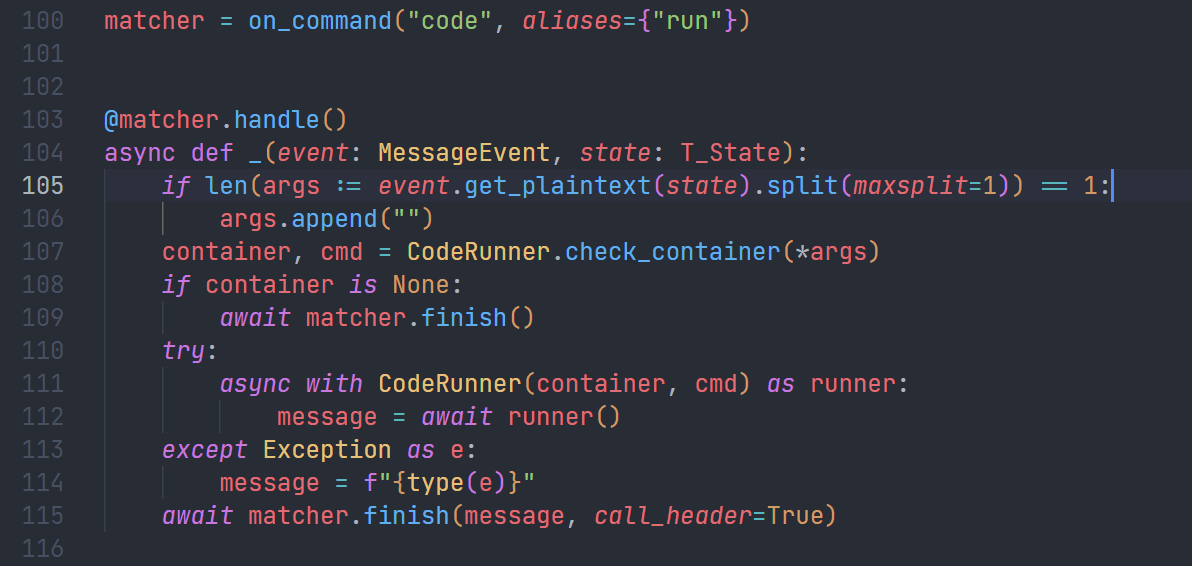 100 matcher = on_command("code", aliases={"run"})
101
102
103 @matcher.handle()
104 async def _(event: MessageEvent, state: T_State):
105     if len(args := event.get_plaintext(state).split(maxsplit=1)) == 1:
106         args.append("")
107     container, cmd = CodeRunner.check_container(*args)
108     if container is None:
109         await matcher.finish()
110     try:
111         async with CodeRunner(container, cmd) as runner:
112             message = await runner()
113     except Exception as e:
114         message = f"{type(e)}"
115     await matcher.finish(message, call_header=True)
116